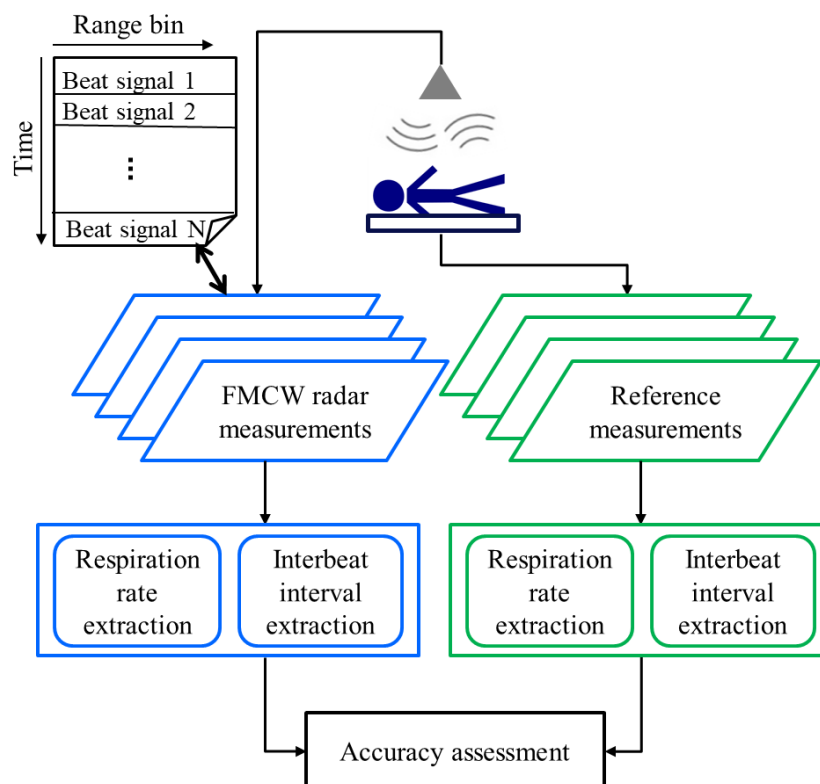 Range bin
Time
Beat signal 1
Beat signal 2
...
Beat signal N
FMCW radar
measurements
Reference
measurements
Respiration
rate
extraction
Interbeat
interval
extraction
Respiration
rate
extraction
Interbeat
interval
extraction
Accuracy assessment